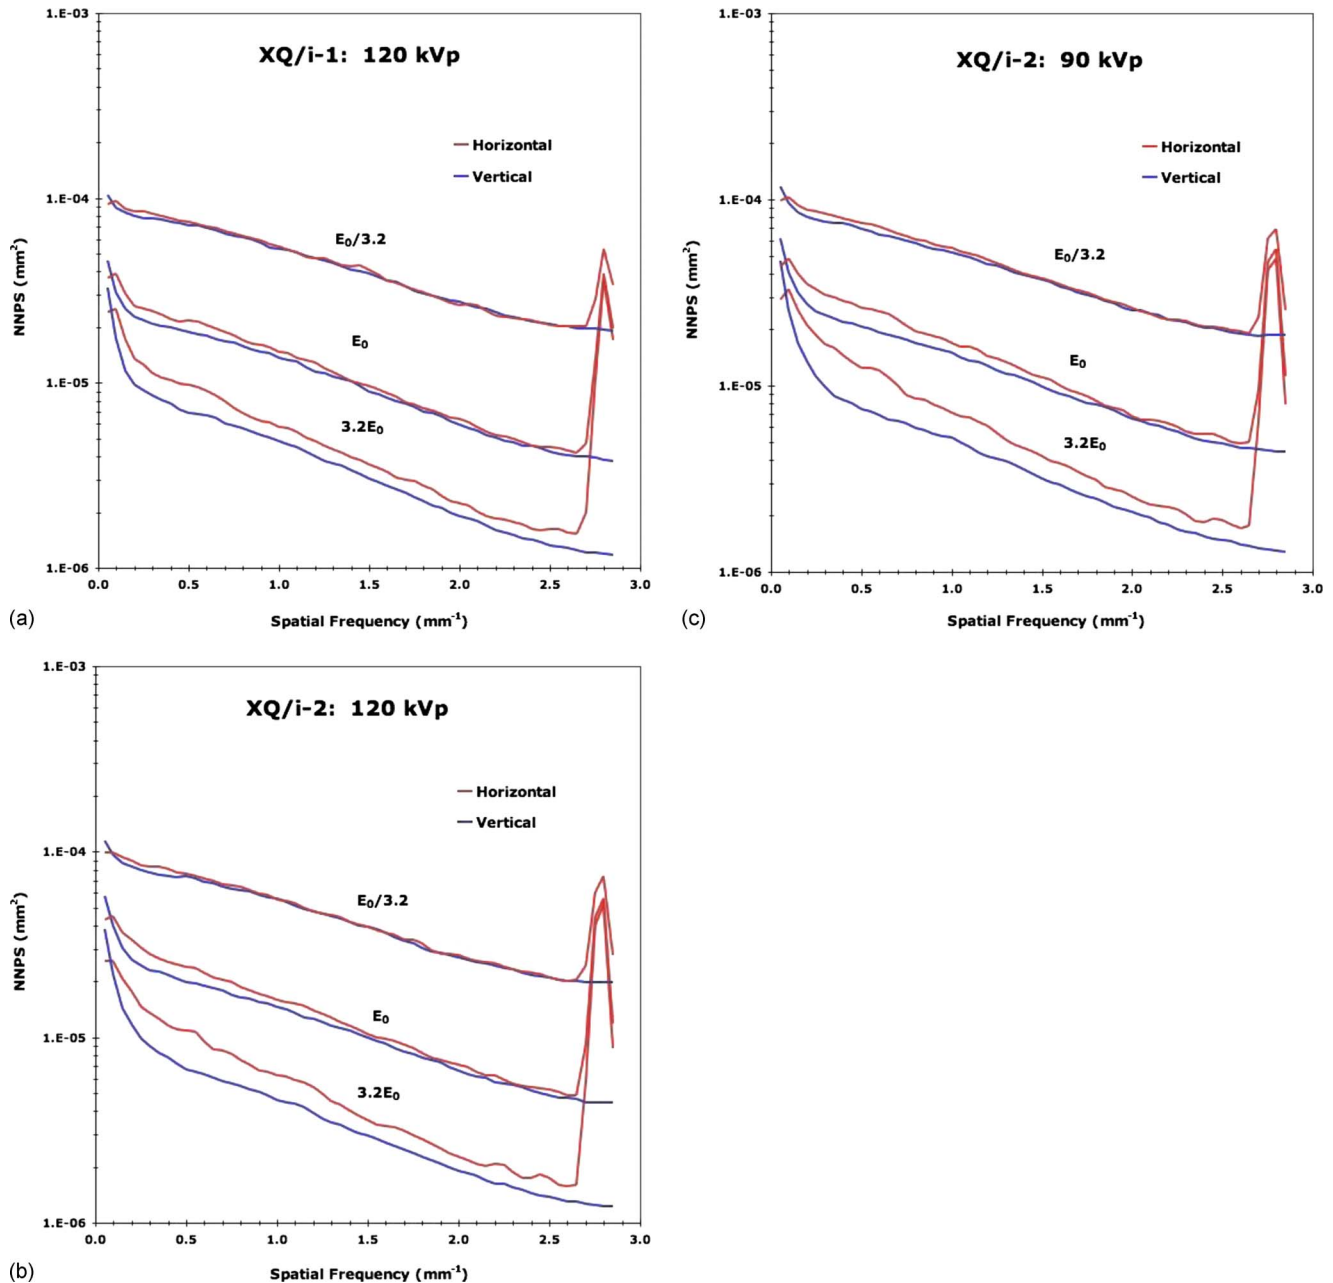 XQ/i-1: 120 kVp
1.E-03
1.E-04
1.E-05
1.E-06
NNPS (mm²)
Horizontal
Vertical
E₀/3.2
E₀
3.2E₀
0.0 0.5 1.0 1.5 2.0 2.5 3.0
Spatial Frequency (mm⁻¹)
(a)
XQ/i-2: 90 kVp
1.E-03
1.E-04
1.E-05
1.E-06
NNPS (mm²)
Horizontal
Vertical
E₀/3.2
E₀
3.2E₀
0.0 0.5 1.0 1.5 2.0 2.5 3.0
Spatial Frequency (mm⁻¹)
(c)
XQ/i-2: 120 kVp
1.E-03
1.E-04
1.E-05
1.E-06
NNPS (mm²)
Horizontal
Vertical
E₀/3.2
E₀
3.2E₀
0.0 0.5 1.0 1.5 2.0 2.5 3.0
Spatial Frequency (mm⁻¹)
(b)